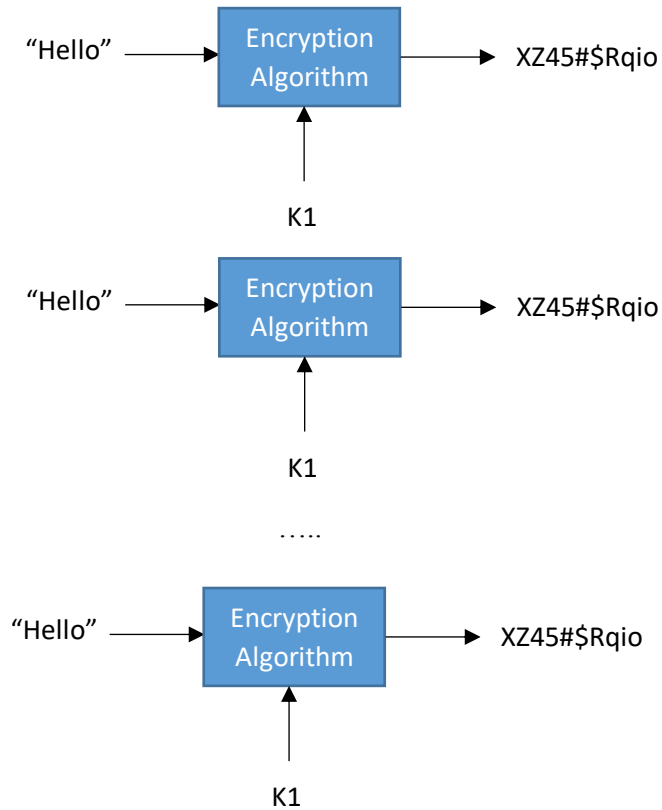 “Hello”
Encryption
Algorithm
XZ45#$Rqio
K1
“Hello”
Encryption
Algorithm
XZ45#$Rqio
K1
…..
“Hello”
Encryption
Algorithm
XZ45#$Rqio
K1